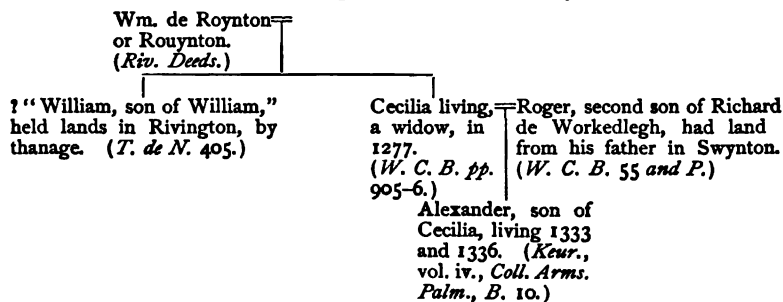 Wm. de Roynton
or Rouynton.
(Riv. Deeds.)
? "William, son of William,"
held lands in Rivington, by
thanage. (T. de N. 405.)
Cecilia living,
a widow, in
1277.
(W. C. B. pp.
905-6.)
Roger, second son of Richard
de Workedlegh, had land
from his father in Swynton.
(W. C. B. 55 and P.)
Alexander, son of
Cecilia, living 1333
and 1336. (Keur.,
vol. iv., Coll. Arms.
Palm., B. 10.)